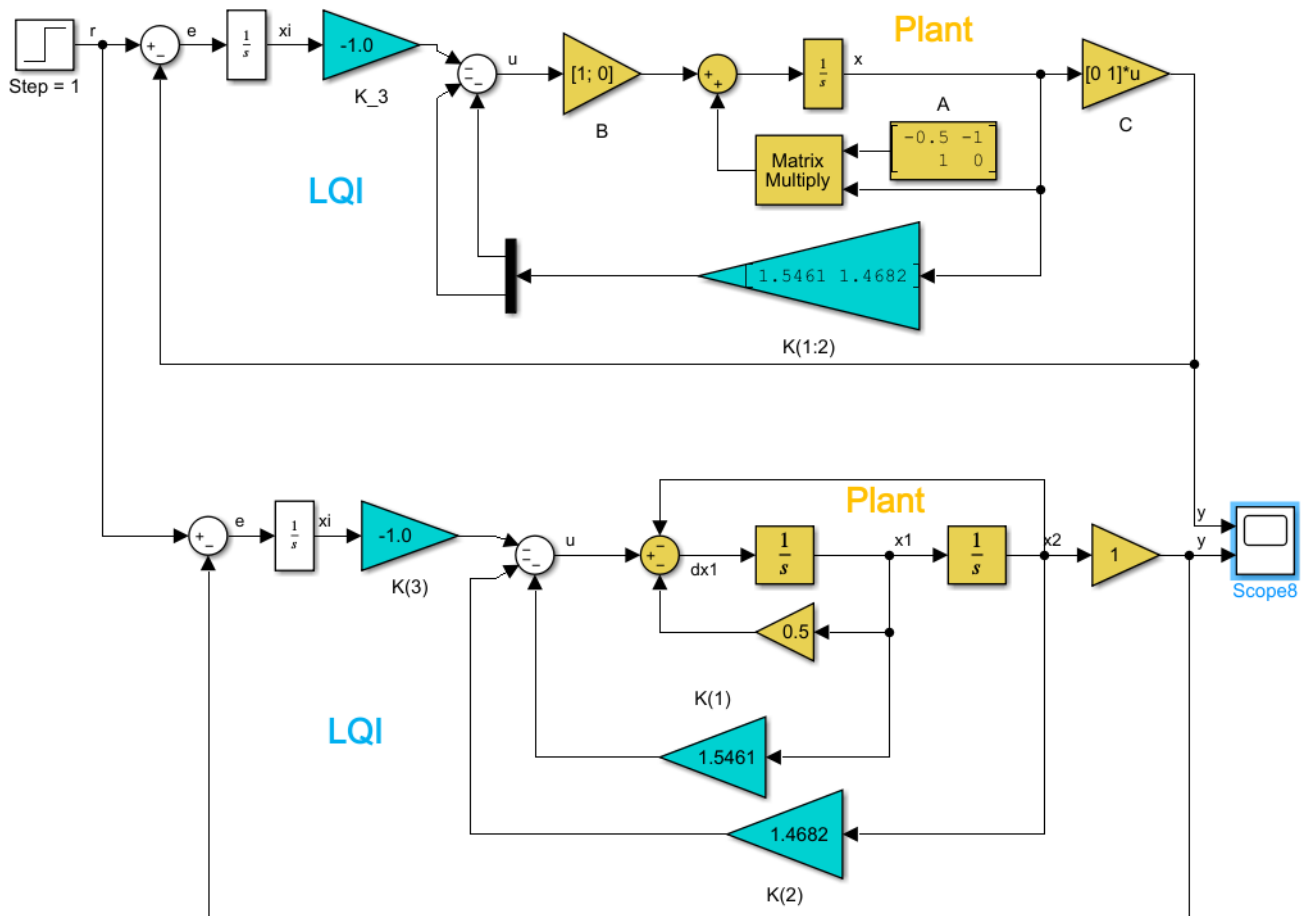 r
e
xi
Step = 1
1
s
-1.0
K_3
+
−
−
−
−
u
[1; 0]
B
+
+
1
s
x
Plant
A
-0.5 -1
1 0
Matrix
Multiply
[0 1]*u
C
LQI
1.5461 1.4682
K(1:2)
e
xi
+
−
1
s
-1.0
K(3)
−
−
−
u
Plant
+
−
−
dx1
1
s
x1
1
s
x2
1
y
y
Scope8
0.5
K(1)
LQI
1.5461
1.4682
K(2)